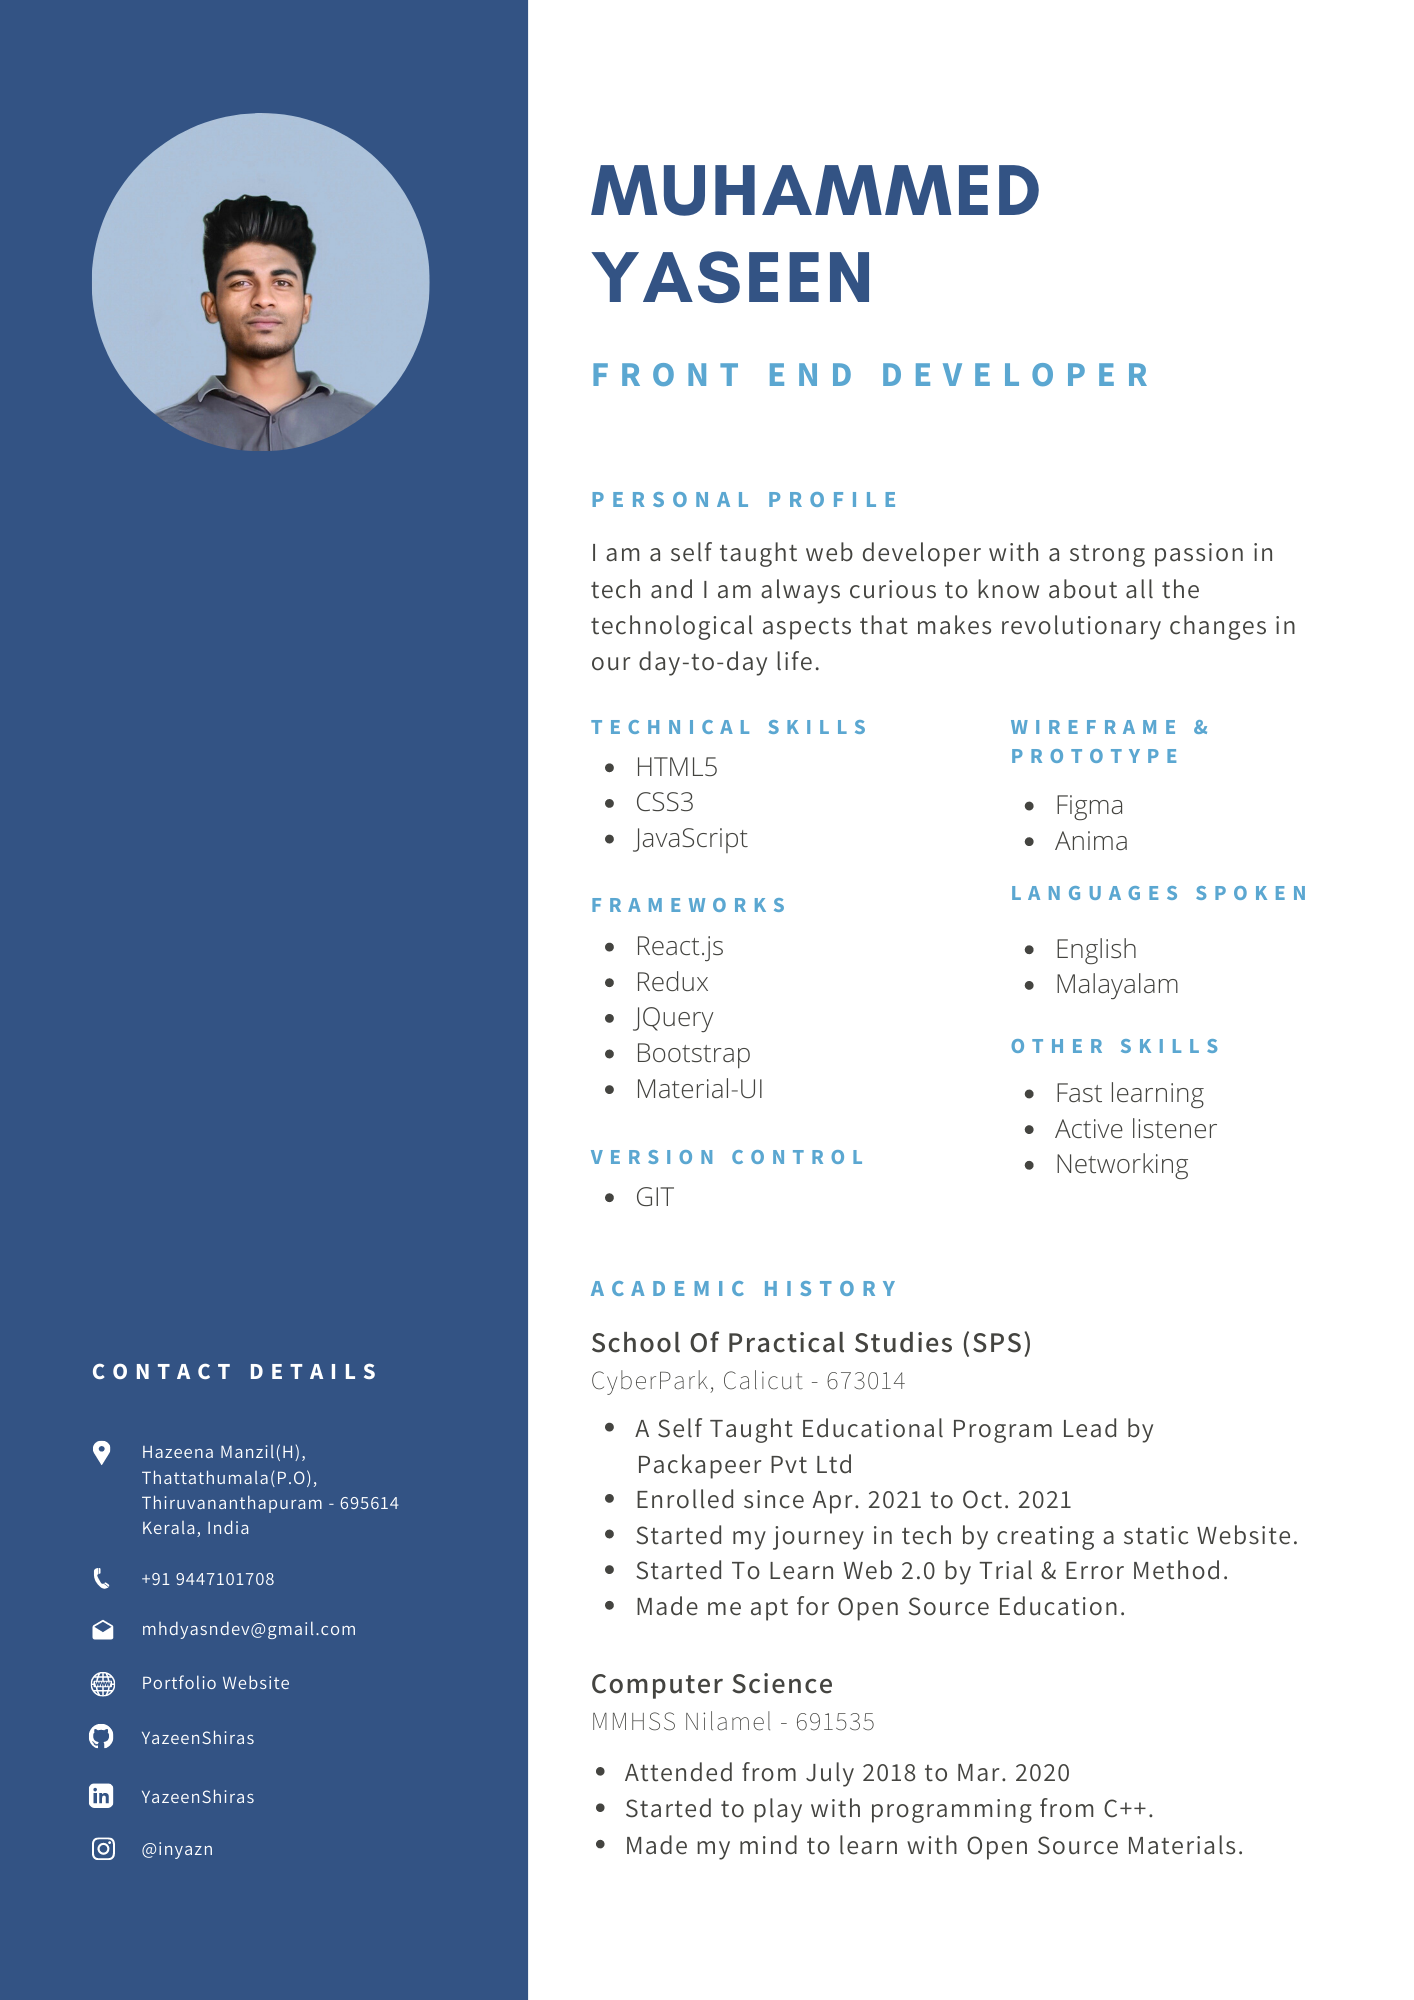 MUHAMMED
YASEEN
FRONT END DEVELOPER
PERSONAL PROFILE
I am a self taught web developer with a strong passion in
tech and I am always curious to know about all the
technological aspects that makes revolutionary changes in
our day-to-day life.
TECHNICAL SKILLS
• HTML5
• CSS3
• JavaScript
FRAMEWORKS
• React.js
• Redux
• JQuery
• Bootstrap
• Material-UI
VERSION CONTROL
• GIT
WIREFRAME &
PROTOTYPE
• Figma
• Anima
LANGUAGES SPOKEN
• English
• Malayalam
OTHER SKILLS
• Fast learning
• Active listener
• Networking
ACADEMIC HISTORY
School Of Practical Studies (SPS)
CyberPark, Calicut - 673014
• A Self Taught Educational Program Lead by
Packapeer Pvt Ltd
• Enrolled since Apr. 2021 to Oct. 2021
• Started my journey in tech by creating a static Website.
• Started To Learn Web 2.0 by Trial & Error Method.
• Made me apt for Open Source Education.
Computer Science
MMHSS Nilamel - 691535
• Attended from July 2018 to Mar. 2020
• Started to play with programming from C++.
• Made my mind to learn with Open Source Materials.
CONTACT DETAILS
Hazeena Manzil(H),
Thattathumala(P.O),
Thiruvananthapuram - 695614
Kerala, India
+91 9447101708
mhdyasndev@gmail.com
Portfolio Website
YazeenShiras
YazeenShiras
@inyazn